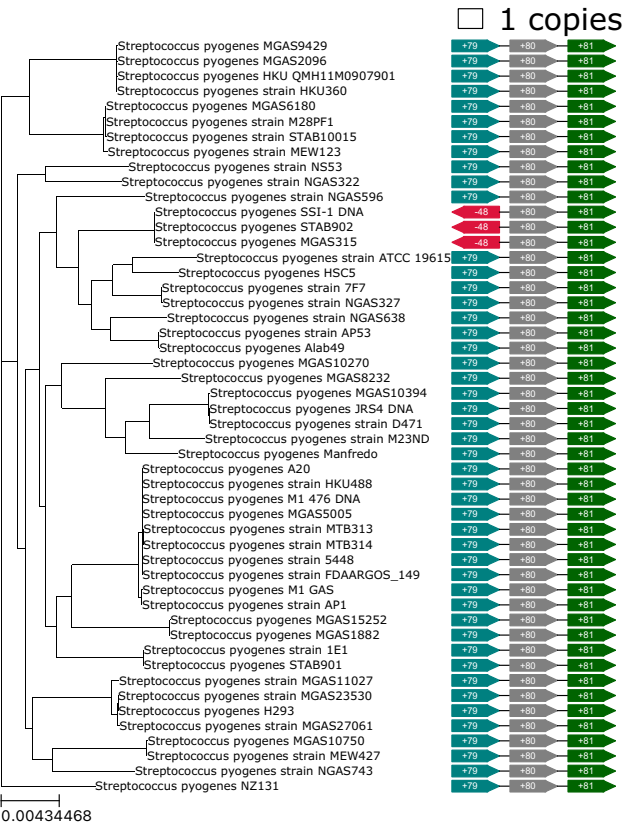 1 copies
Streptococcus pyogenes MGAS9429 +79 +80 +81
Streptococcus pyogenes MGAS2096 +79 +80 +81
Streptococcus pyogenes HKU QMH11M0907901 +79 +80 +81
Streptococcus pyogenes strain HKU360 +79 +80 +81
Streptococcus pyogenes MGAS6180 +79 +80 +81
Streptococcus pyogenes strain M28PF1 +79 +80 +81
Streptococcus pyogenes strain STAB10015 +79 +80 +81
Streptococcus pyogenes strain MEW123 +79 +80 +81
Streptococcus pyogenes strain NS53 +79 +80 +81
Streptococcus pyogenes strain NGAS322 +79 +80 +81
Streptococcus pyogenes strain NGAS596 +79 +80 +81
Streptococcus pyogenes SSI-1 DNA -48 +80 +81
Streptococcus pyogenes STAB902 -48 +80 +81
Streptococcus pyogenes MGAS315 -48 +80 +81
Streptococcus pyogenes strain ATCC 19615 +79 +80 +81
Streptococcus pyogenes HSC5 +79 +80 +81
Streptococcus pyogenes strain 7F7 +79 +80 +81
Streptococcus pyogenes strain NGAS327 +79 +80 +81
Streptococcus pyogenes strain NGAS638 +79 +80 +81
Streptococcus pyogenes strain AP53 +79 +80 +81
Streptococcus pyogenes Alab49 +79 +80 +81
Streptococcus pyogenes MGAS10270 +79 +80 +81
Streptococcus pyogenes MGAS8232 +79 +80 +81
Streptococcus pyogenes MGAS10394 +79 +80 +81
Streptococcus pyogenes JRS4 DNA +79 +80 +81
Streptococcus pyogenes strain D471 +79 +80 +81
Streptococcus pyogenes strain M23ND +79 +80 +81
Streptococcus pyogenes Manfredo +79 +80 +81
Streptococcus pyogenes A20 +79 +80 +81
Streptococcus pyogenes strain HKU488 +79 +80 +81
Streptococcus pyogenes M1 476 DNA +79 +80 +81
Streptococcus pyogenes MGAS5005 +79 +80 +81
Streptococcus pyogenes strain MTB313 +79 +80 +81
Streptococcus pyogenes strain MTB314 +79 +80 +81
Streptococcus pyogenes strain 5448 +79 +80 +81
Streptococcus pyogenes strain FDAARGOS_149 +79 +80 +81
Streptococcus pyogenes M1 GAS +79 +80 +81
Streptococcus pyogenes strain AP1 +79 +80 +81
Streptococcus pyogenes MGAS15252 +79 +80 +81
Streptococcus pyogenes MGAS1882 +79 +80 +81
Streptococcus pyogenes strain 1E1 +79 +80 +81
Streptococcus pyogenes STAB901 +79 +80 +81
Streptococcus pyogenes strain MGAS11027 +79 +80 +81
Streptococcus pyogenes strain MGAS23530 +79 +80 +81
Streptococcus pyogenes H293 +79 +80 +81
Streptococcus pyogenes strain MGAS27061 +79 +80 +81
Streptococcus pyogenes MGAS10750 +79 +80 +81
Streptococcus pyogenes strain MEW427 +79 +80 +81
Streptococcus pyogenes strain NGAS743 +79 +80 +81
Streptococcus pyogenes NZ131 +79 +80 +81
0.00434468